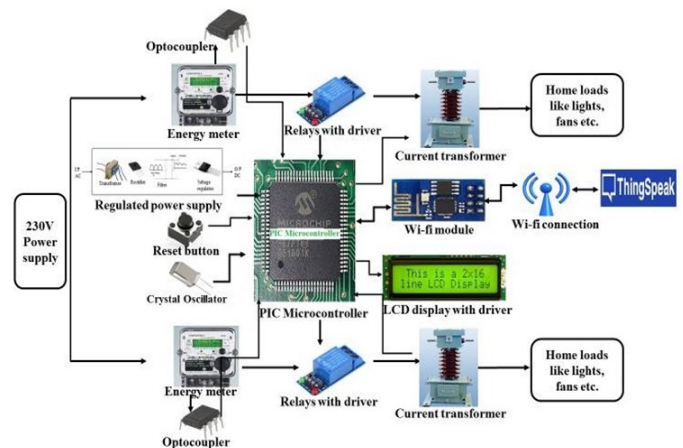 Optocoupler
Energy meter
Relays with driver
Current transformer
Home loads
like lights,
fans etc.
Transformer
Rectifier
Filter
Voltage
regulator
Regulated power supply
230V
Power
supply
Reset button
Crystal Oscillator
MICROCHIP
PIC Microcontroller
PIC Microcontroller
Wi-fi module
Wi-fi connection
ThingSpeak
This is a 2x16
line LCD Display
LCD display with driver
Energy meter
Optocoupler
Relays with driver
Current transformer
Home loads
like lights,
fans etc.